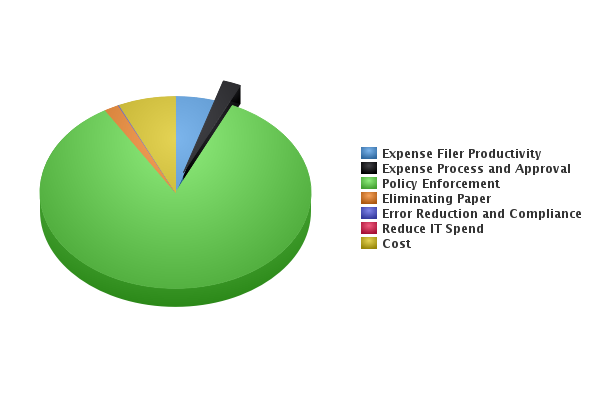 Expense Filer Productivity
Expense Process and Approval
Policy Enforcement
Eliminating Paper
Error Reduction and Compliance
Reduce IT Spend
Cost